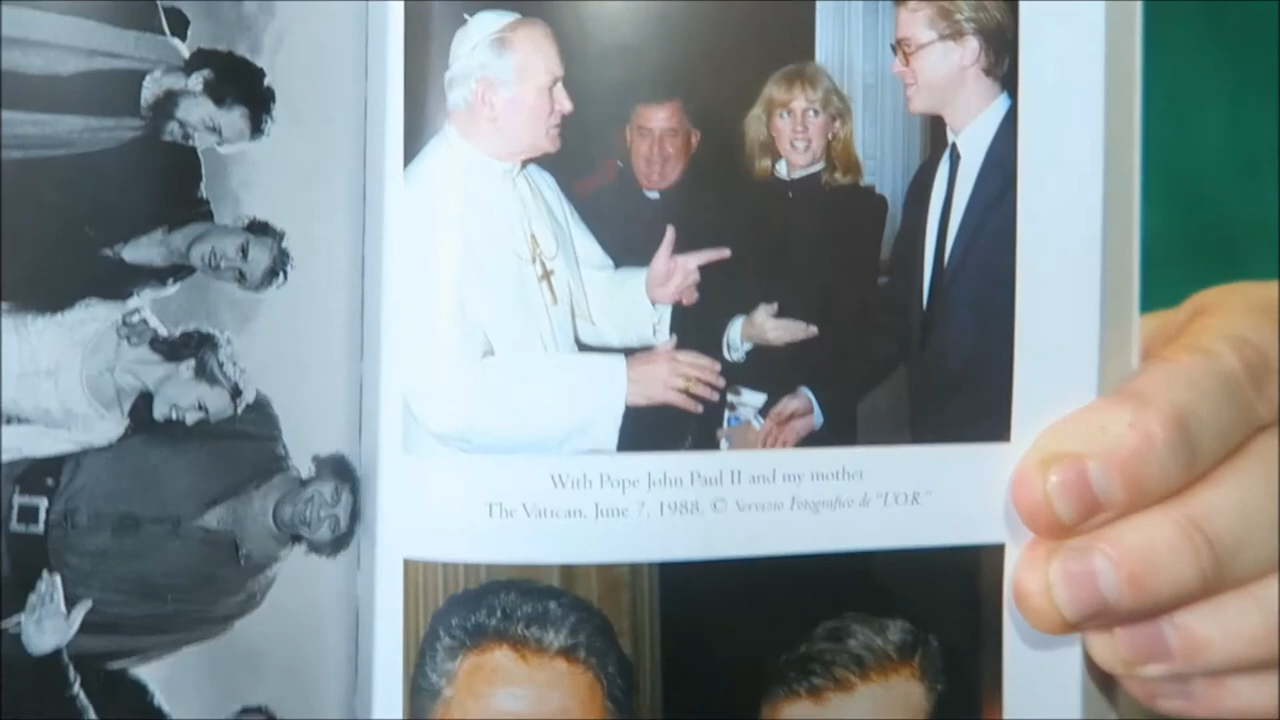 With Pope John Paul II and my mother
The Vatican, June 7, 1988. © Servizio Fotografico de "L'O.R."